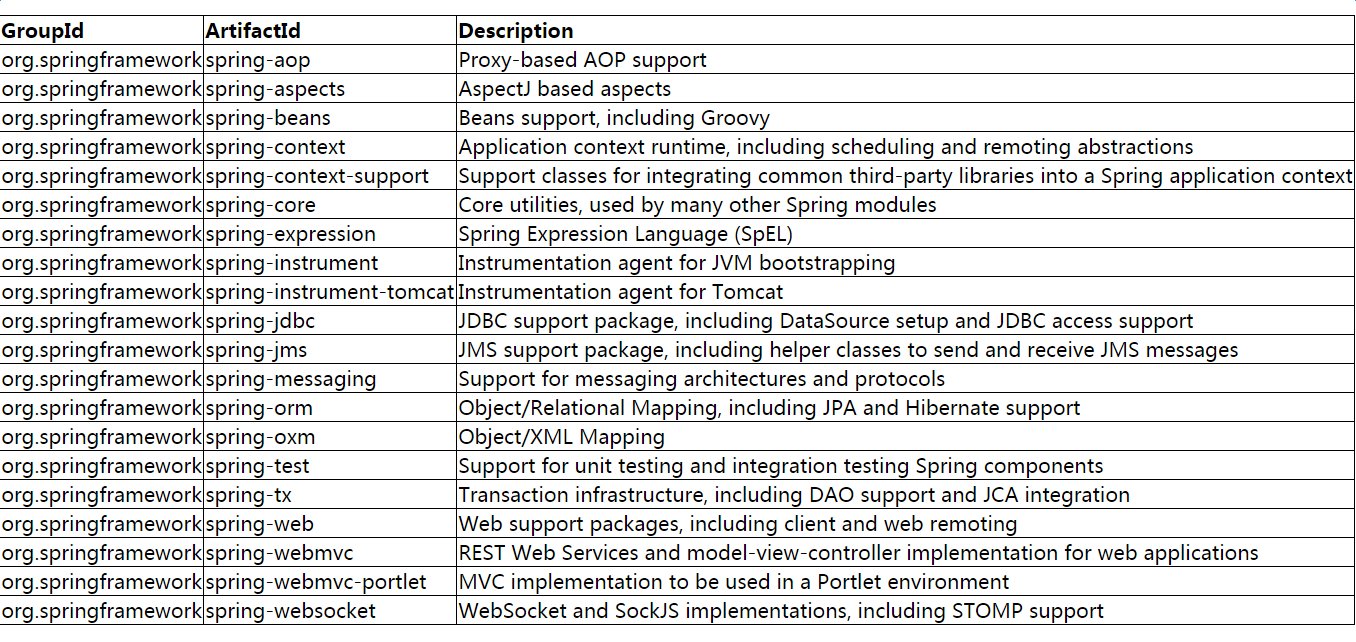 GroupId ArtifactId Description
org.springframework spring-aop Proxy-based AOP support
org.springframework spring-aspects AspectJ based aspects
org.springframework spring-beans Beans support, including Groovy
org.springframework spring-context Application context runtime, including scheduling and remoting abstractions
org.springframework spring-context-support Support classes for integrating common third-party libraries into a Spring application context
org.springframework spring-core Core utilities, used by many other Spring modules
org.springframework spring-expression Spring Expression Language (SpEL)
org.springframework spring-instrument Instrumentation agent for JVM bootstrapping
org.springframework spring-instrument-tomcat Instrumentation agent for Tomcat
org.springframework spring-jdbc JDBC support package, including DataSource setup and JDBC access support
org.springframework spring-jms JMS support package, including helper classes to send and receive JMS messages
org.springframework spring-messaging Support for messaging architectures and protocols
org.springframework spring-orm Object/Relational Mapping, including JPA and Hibernate support
org.springframework spring-oxm Object/XML Mapping
org.springframework spring-test Support for unit testing and integration testing Spring components
org.springframework spring-tx Transaction infrastructure, including DAO support and JCA integration
org.springframework spring-web Web support packages, including client and web remoting
org.springframework spring-webmvc REST Web Services and model-view-controller implementation for web applications
org.springframework spring-webmvc-portlet MVC implementation to be used in a Portlet environment
org.springframework spring-websocket WebSocket and SockJS implementations, including STOMP support